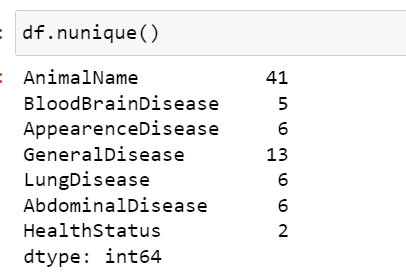 : df.nunique()
: AnimalName 41
BloodBrainDisease 5
AppearenceDisease 6
GeneralDisease 13
LungDisease 6
AbdominalDisease 6
HealthStatus 2
dtype: int64